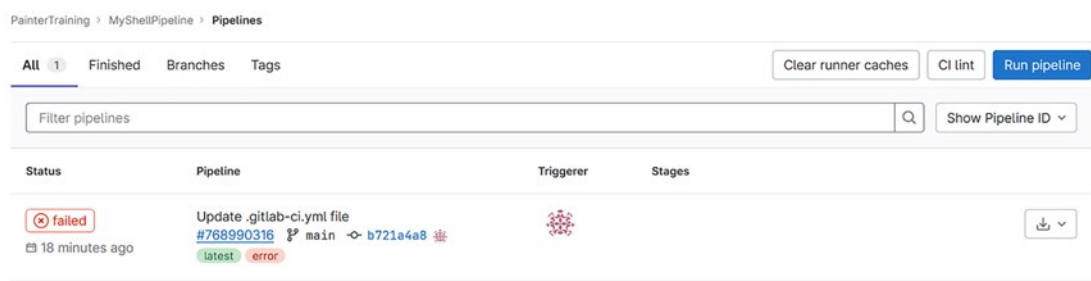 PainterTraining > MyShellPipeline > Pipelines
All 1 Finished Branches Tags Clear runner caches CI lint Run pipeline
Filter pipelines Show Pipeline ID
Status Pipeline Triggerer Stages
failed Update .gitlab-ci.yml file
#768990316 main b721a4a8
18 minutes ago
latest error